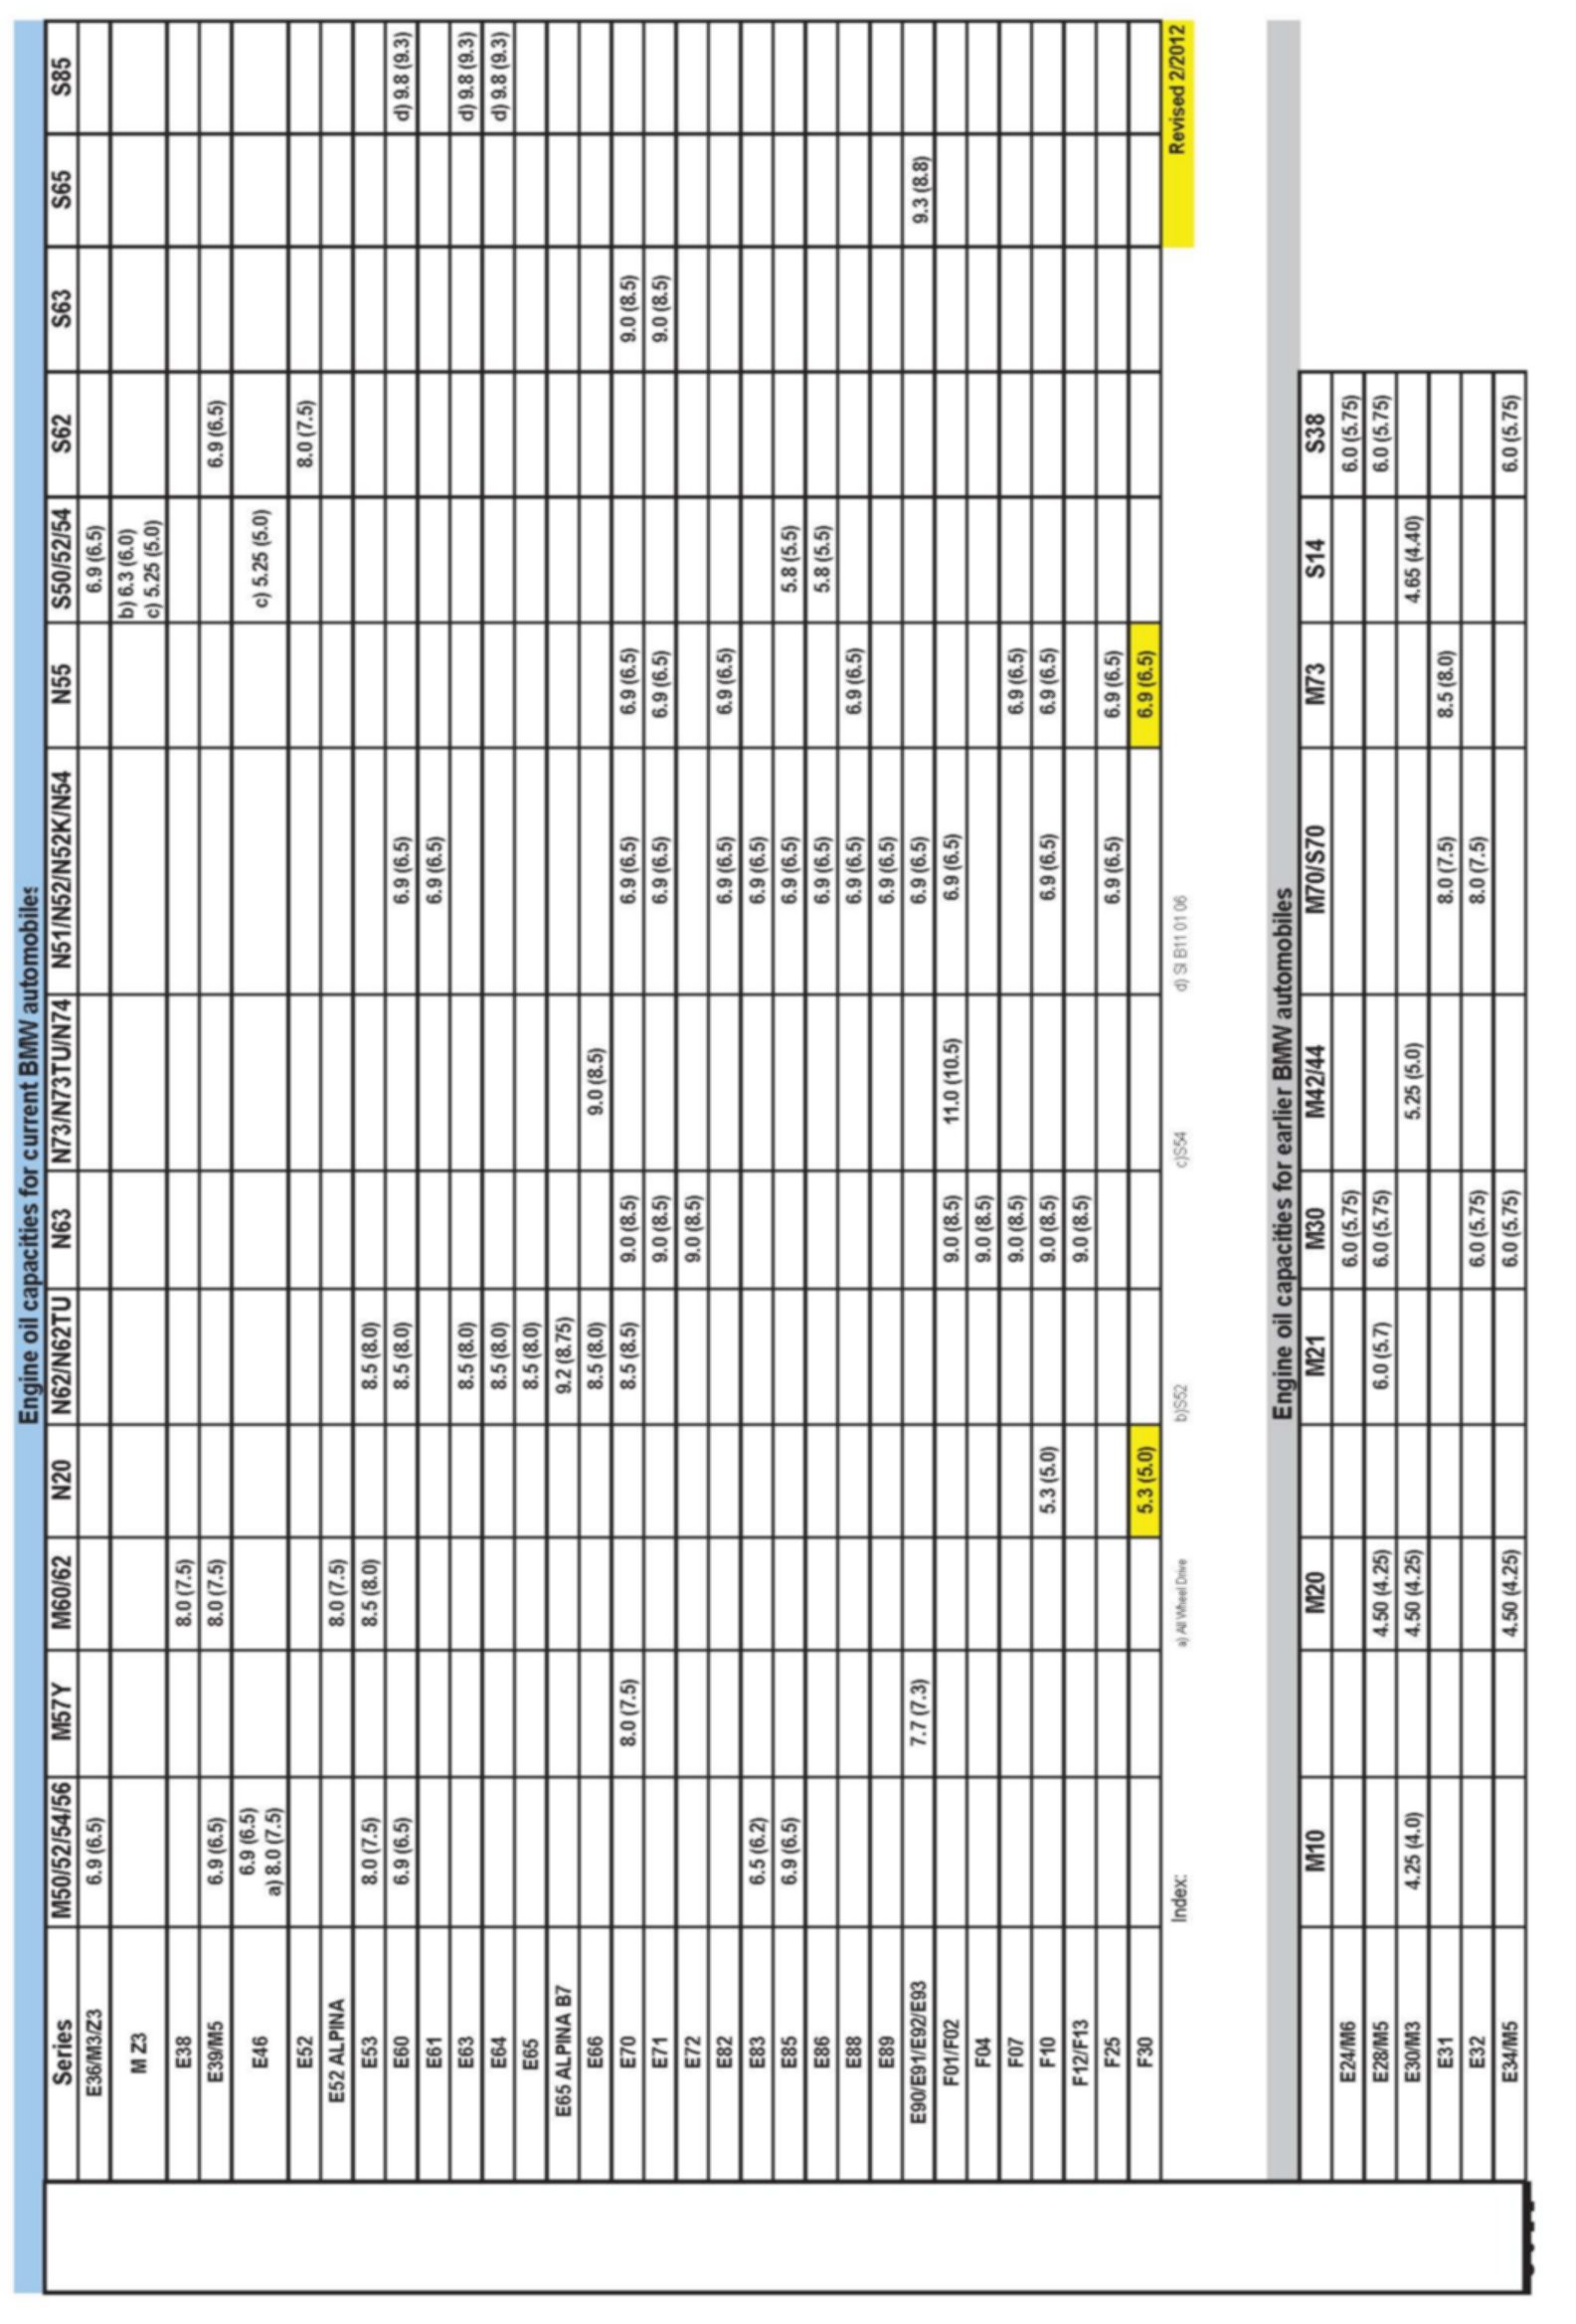 Engine oil capacities for current BMW automobiles
Series M50/52/54/56 M57Y M60/62 N20 N62/N62TU N63 N73/N73TU/N74 N51/N52/N52K/N54 N55 S50/52/54 S62 S63 S65 S85
E36/M3/Z3 6.9 (6.5) 6.9 (6.5)
M Z3 b) 6.3 (6.0)
c) 5.25 (5.0)
E38 8.0 (7.5)
E39/M5 6.9 (6.5) 8.0 (7.5) 6.9 (6.5)
E46 6.9 (6.5) c) 5.25 (5.0)
a) 8.0 (7.5)
E52 8.0 (7.5)
E52 ALPINA 8.0 (7.5)
E53 8.0 (7.5) 8.5 (8.0) 8.5 (8.0)
E60 6.9 (6.5) 8.5 (8.0) 6.9 (6.5) d) 9.8 (9.3)
E61 6.9 (6.5)
E63 8.5 (8.0) d) 9.8 (9.3)
E64 8.5 (8.0) d) 9.8 (9.3)
E65 8.5 (8.0)
E65 ALPINA B7 9.2 (8.75)
E66 8.5 (8.0) 9.0 (8.5)
E70 8.0 (7.5) 8.5 (8.5) 9.0 (8.5) 6.9 (6.5) 6.9 (6.5) 9.0 (8.5)
E71 9.0 (8.5) 6.9 (6.5) 6.9 (6.5) 9.0 (8.5)
E72 9.0 (8.5)
E82 6.9 (6.5) 6.9 (6.5)
E83 6.5 (6.2) 6.9 (6.5)
E85 6.9 (6.5) 6.9 (6.5) 5.8 (5.5)
E86 6.9 (6.5) 5.8 (5.5)
E88 6.9 (6.5) 6.9 (6.5)
E89 6.9 (6.5)
E90/E91/E92/E93 7.7 (7.3) 6.9 (6.5) 9.3 (8.8)
F01/F02 9.0 (8.5) 11.0 (10.5) 6.9 (6.5)
F04 9.0 (8.5)
F07 9.0 (8.5) 6.9 (6.5)
F10 5.3 (5.0) 9.0 (8.5) 6.9 (6.5) 6.9 (6.5)
F12/F13 9.0 (8.5)
F25 6.9 (6.5) 6.9 (6.5)
F30 5.3 (5.0) 6.9 (6.5)
Index: a) All Wheel Drive b)S52 c)S54 d) SI B11 01 06 Revised 2/2012
Engine oil capacities for earlier BMW automobiles
M10 M20 M21 M30 M42/44 M70/S70 M73 S14 S38
E24/M6 6.0 (5.75) 6.0 (5.75)
E28/M5 4.50 (4.25) 6.0 (5.7) 6.0 (5.75) 6.0 (5.75)
E30/M3 4.25 (4.0) 4.50 (4.25) 5.25 (5.0) 4.65 (4.40)
E31 8.0 (7.5) 8.5 (8.0)
E32 6.0 (5.75) 8.0 (7.5)
E34/M5 4.50 (4.25) 6.0 (5.75) 6.0 (5.75)